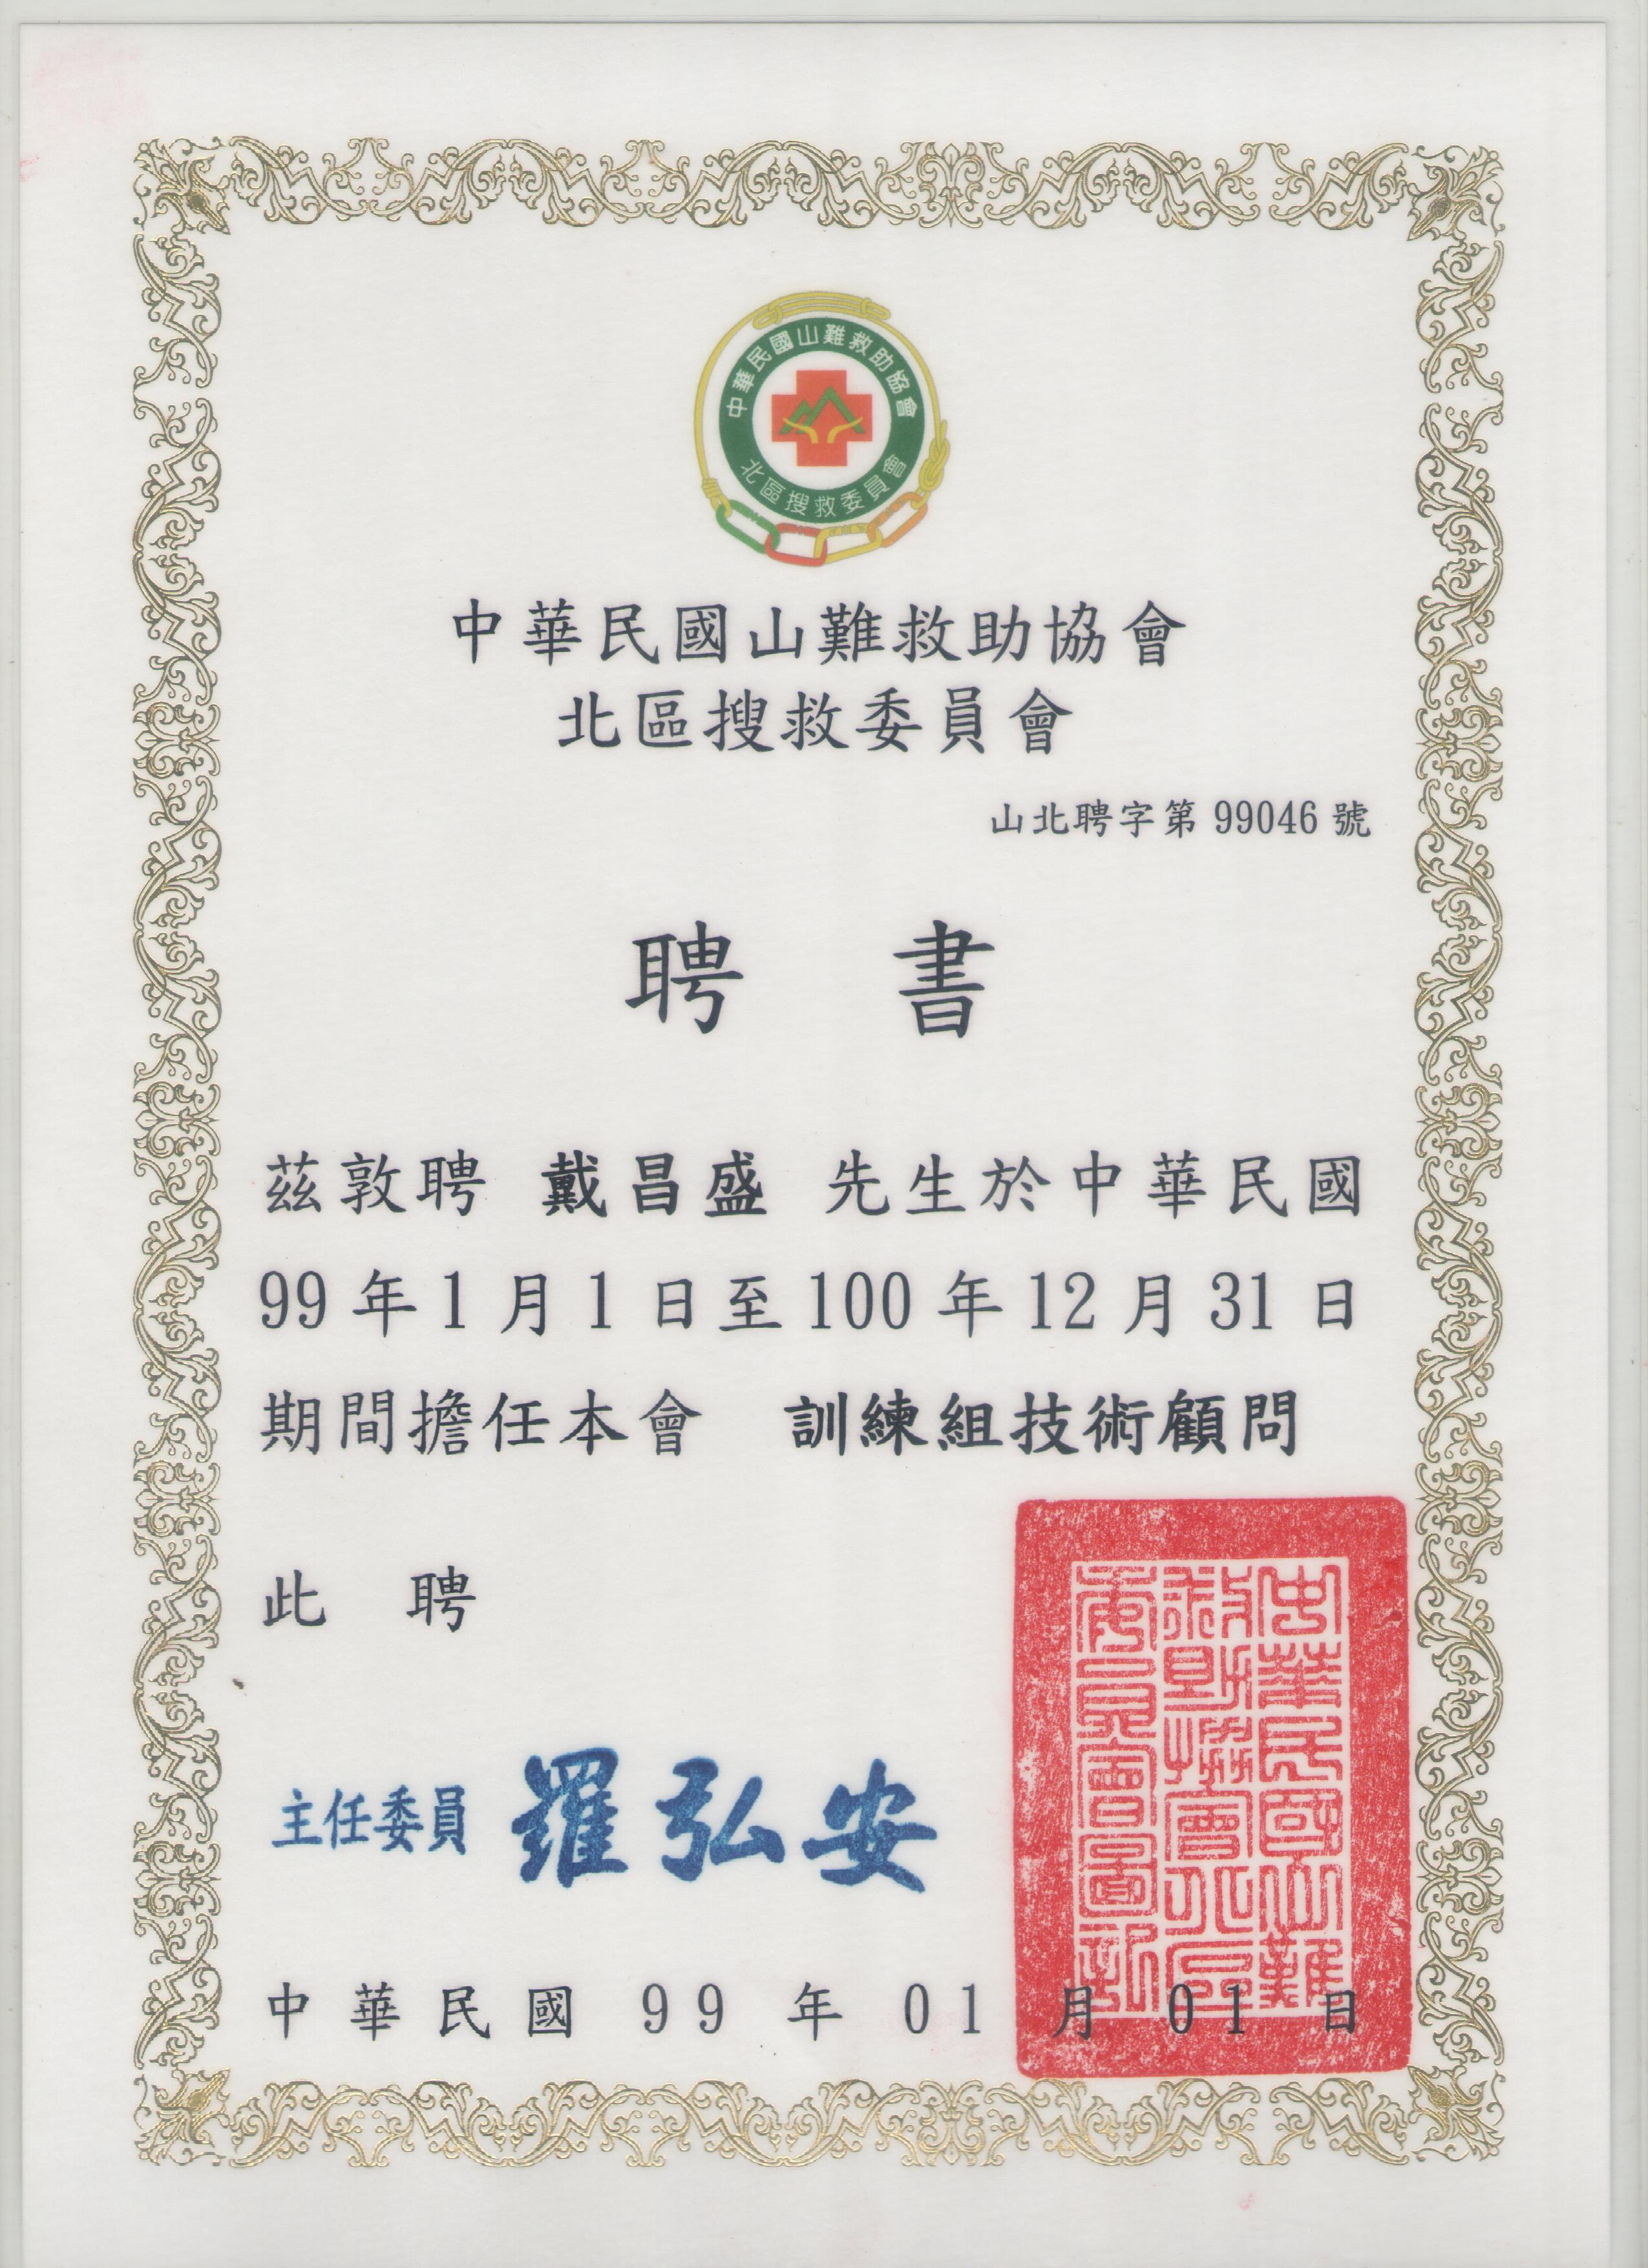 中華民國山難救助協會
北區搜救委員會
中華民國山難救助協會
北區搜救委員會
山北聘字第 99046 號
聘 書
茲敦聘 戴昌盛 先生於中華民國
99 年 1 月 1 日至 100 年 12 月 31 日
期間擔任本會 訓練組技術顧問
此 聘
主任委員 羅弘安
中華民國山難
救助協會北區
委員會圖記
中 華 民 國 99 年 01 月 01 日